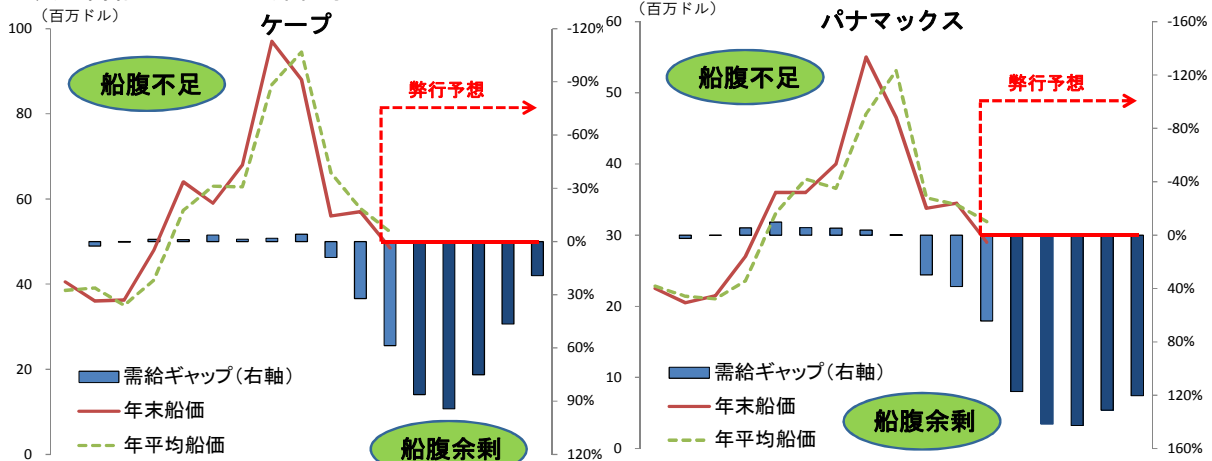 （百万ドル）
ケープ
100
80
60
40
20
0
-120%
-90%
-60%
-30%
0%
30%
60%
90%
120%
船腹不足
弊行予想
需給ギャップ（右軸）
年末船価
年平均船価
船腹余剰
（百万ドル）
パナマックス
60
50
40
30
20
10
0
-160%
-120%
-80%
-40%
0%
40%
80%
120%
160%
船腹不足
弊行予想
需給ギャップ（右軸）
年末船価
年平均船価
船腹余剰